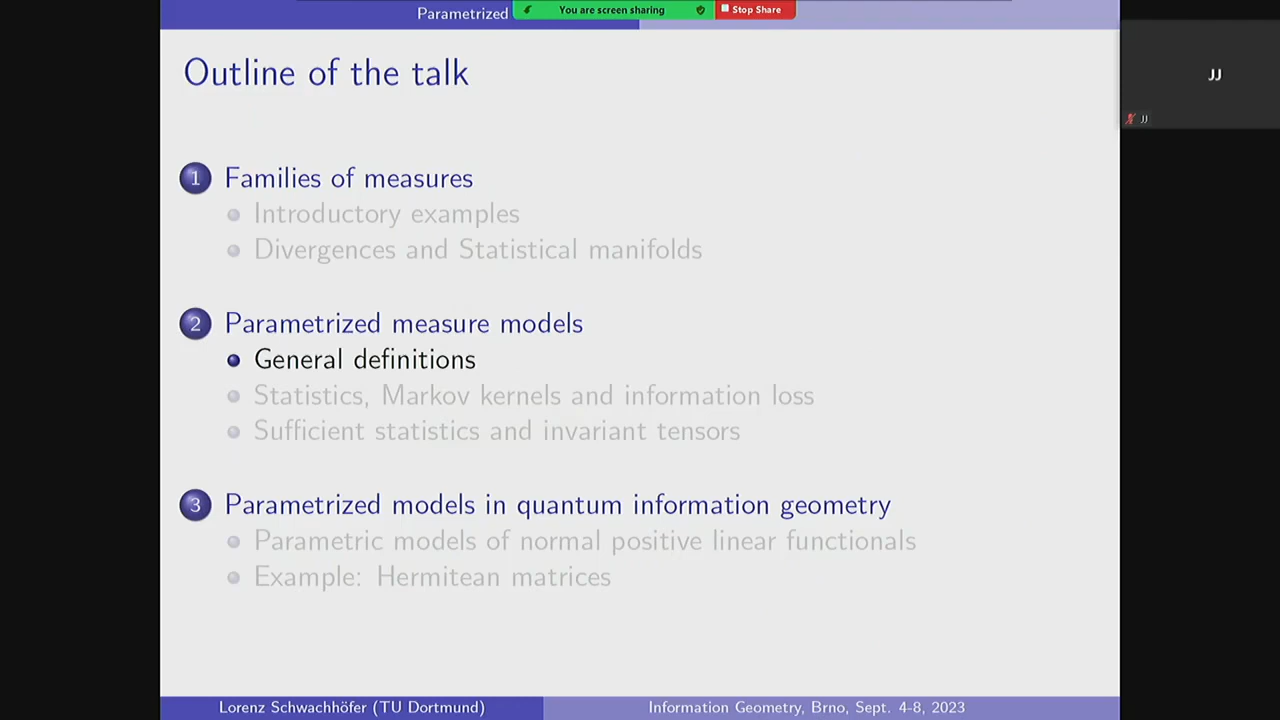 Parametrized
You are screen sharing
Stop Share
Outline of the talk
JJ
JJ
1 Families of measures
Introductory examples
Divergences and Statistical manifolds
2 Parametrized measure models
General definitions
Statistics, Markov kernels and information loss
Sufficient statistics and invariant tensors
3 Parametrized models in quantum information geometry
Parametric models of normal positive linear functionals
Example: Hermitean matrices
Lorenz Schwachhöfer (TU Dortmund)
Information Geometry, Brno, Sept. 4-8, 2023